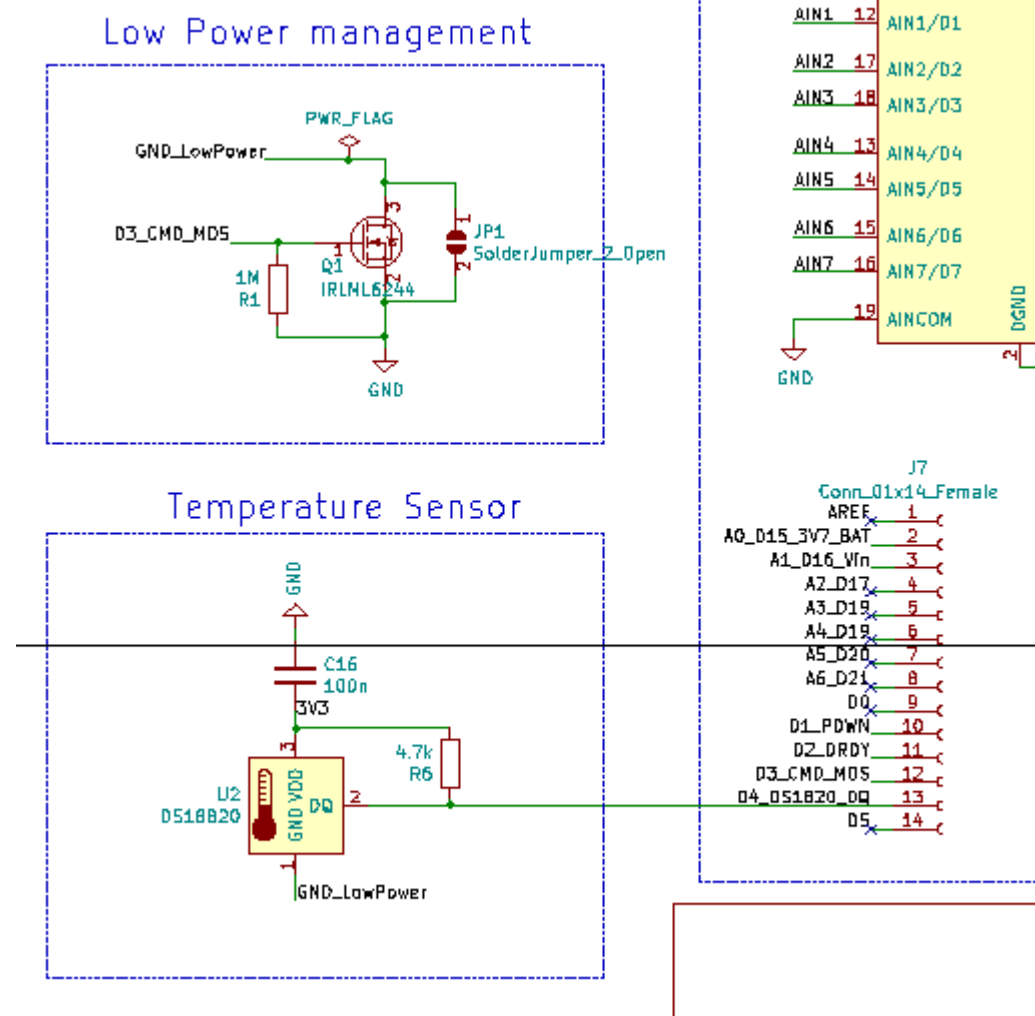 Low Power management
PWR_FLAG
GND_LowPower
3
1
D3_CMD_MOS
JP1
SolderJumper_2_Open
1
Q1
IRLML6244
2
2
1M
R1
GND
AIN1 12 AIN1/D1
AIN2 17 AIN2/D2
AIN3 18 AIN3/D3
AIN4 13 AIN4/D4
AIN5 14 AIN5/D5
AIN6 15 AIN6/D6
AIN7 16 AIN7/D7
19 AINCOM
DGND
2
GND
Temperature Sensor
GND
C16
100n
3V3
3
4.7k
R6
U2
DS18B20
GND VDD
DQ
2
1
GND_LowPower
J7
Conn_01x14_Female
AREF 1
A0_D15_3V7_BAT 2
A1_D16_Vin 3
A2_D17 4
A3_D19 5
A4_D19 6
A5_D20 7
A6_D21 8
D0 9
D1_PDWN 10
D2_DRDY 11
D3_CMD_MOS 12
D4_DS1820_DQ 13
D5 14